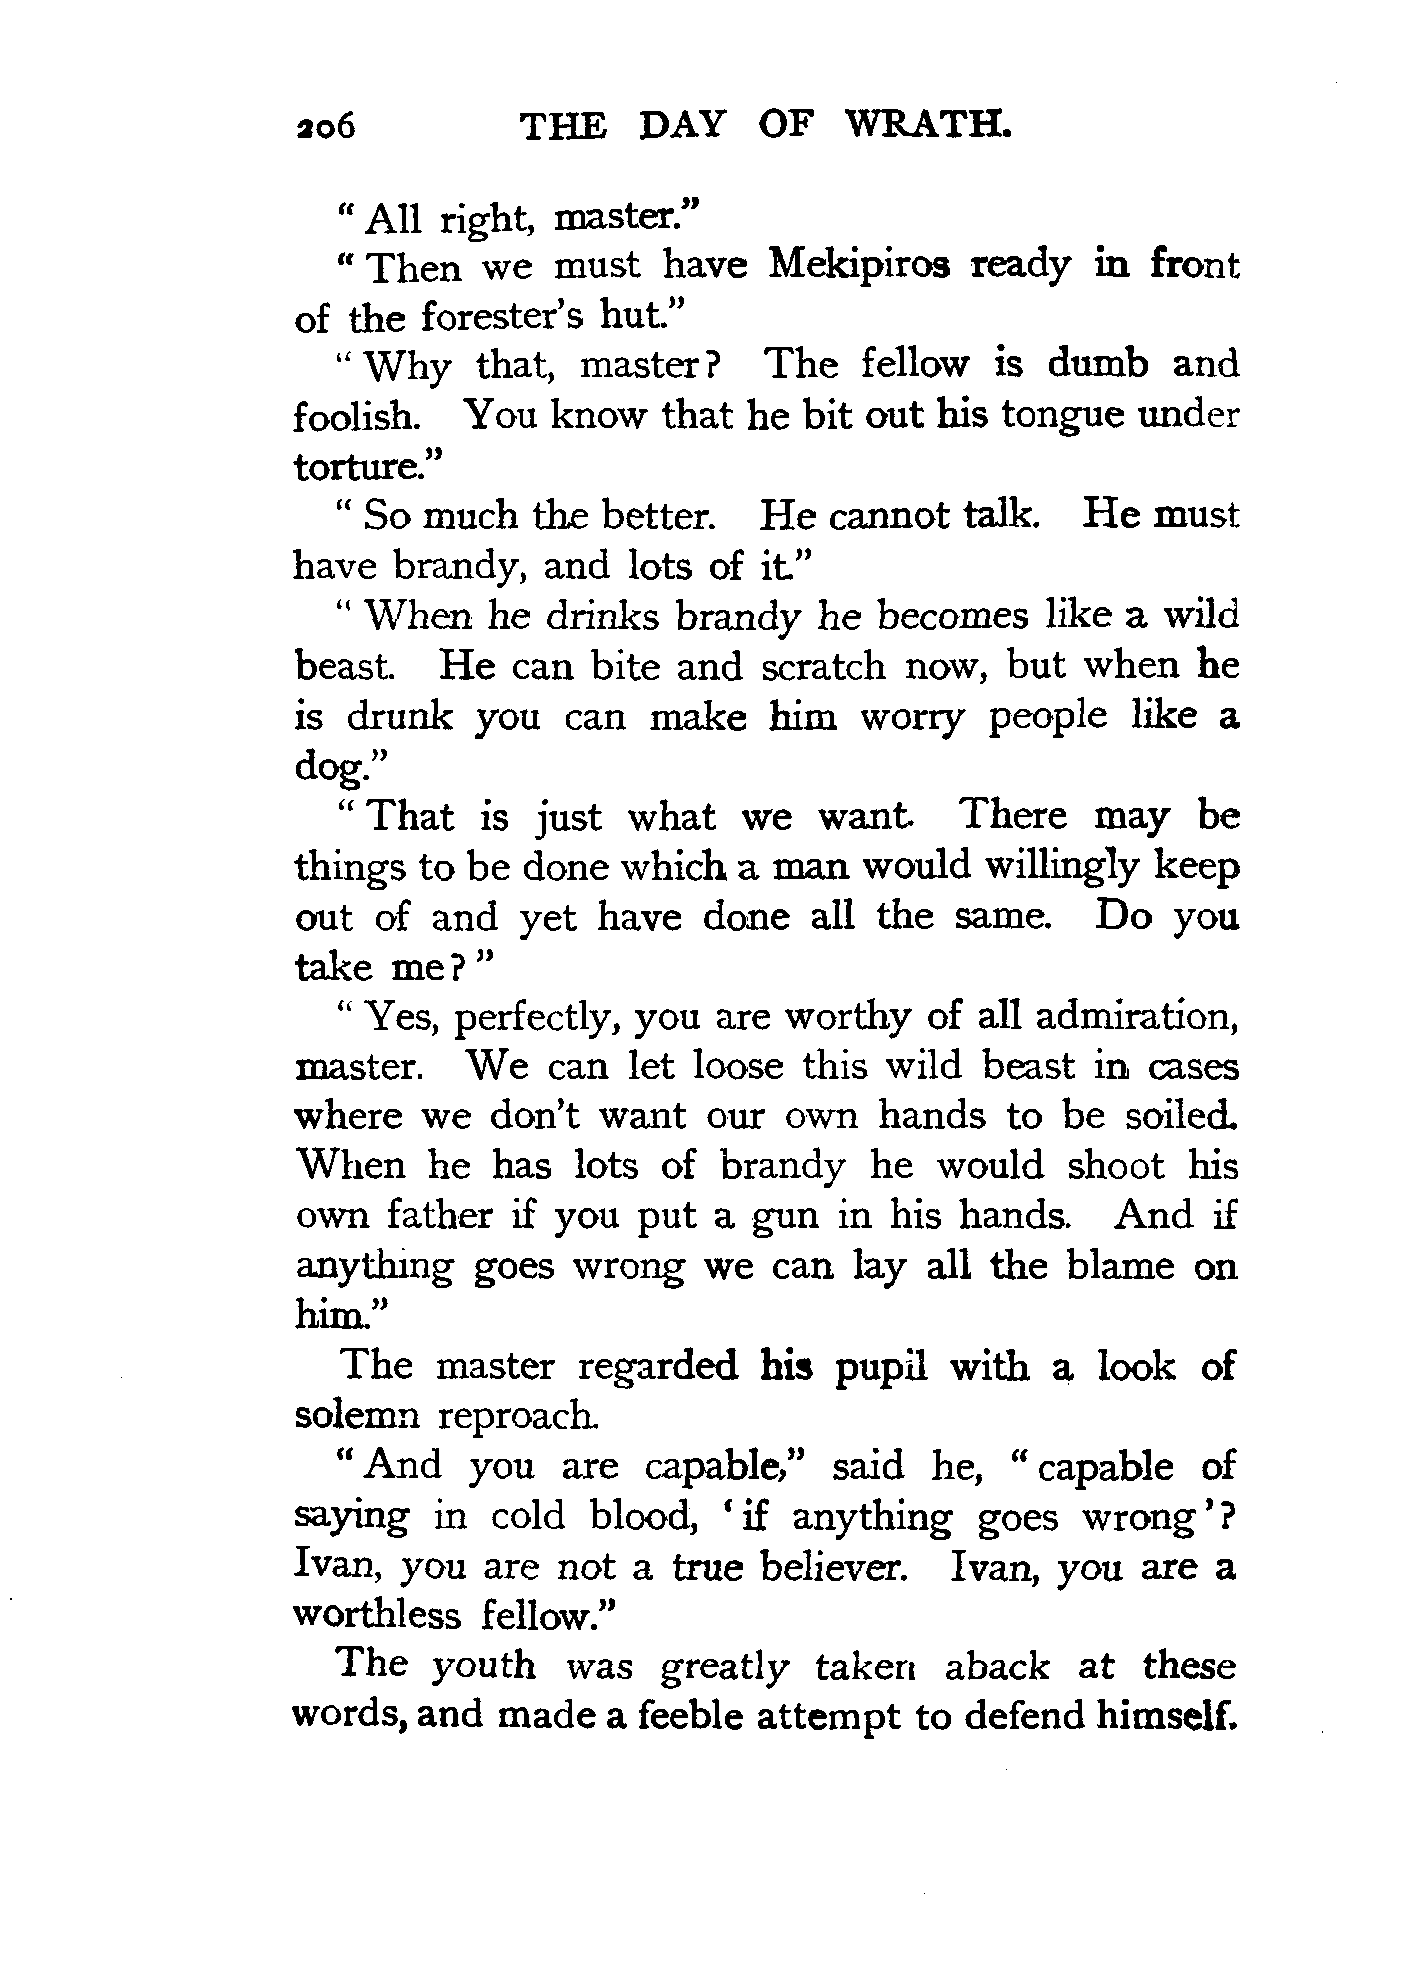 206 THE DAY OF WRATH.
"All right, master."
"Then we must have Mekipiros ready in front
of the forester's hut."
"Why that, master? The fellow is dumb and
foolish. You know that he bit out his tongue under
torture."
"So much the better. He cannot talk. He must
have brandy, and lots of it."
"When he drinks brandy he becomes like a wild
beast. He can bite and scratch now, but when he
is drunk you can make him worry people like a
dog."
"That is just what we want. There may be
things to be done which a man would willingly keep
out of and yet have done all the same. Do you
take me?"
"Yes, perfectly, you are worthy of all admiration,
master. We can let loose this wild beast in cases
where we don't want our own hands to be soiled.
When he has lots of brandy he would shoot his
own father if you put a gun in his hands. And if
anything goes wrong we can lay all the blame on
him."
The master regarded his pupil with a look of
solemn reproach.
"And you are capable," said he, "capable of
saying in cold blood, 'if anything goes wrong'?
Ivan, you are not a true believer. Ivan, you are a
worthless fellow."
The youth was greatly taken aback at these
words, and made a feeble attempt to defend himself.